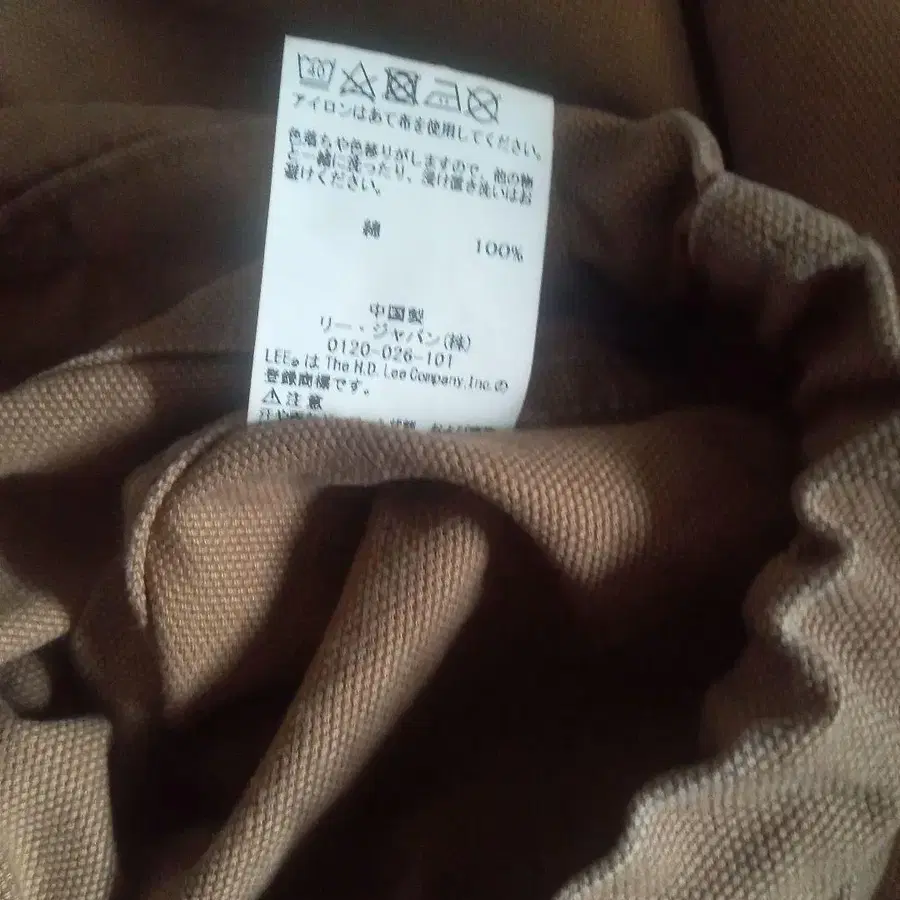 40
アイロンはあて布を使用してください。
色落ちや色移りがしますので、他の物
と一緒に洗ったり、浸け置き洗いはお
避けください。
綿 100%
中国製
リー・ジャパン(株)
0120-026-101
LEE® は The H.D. Lee Company,Inc.の
登録商標です。
⚠注意